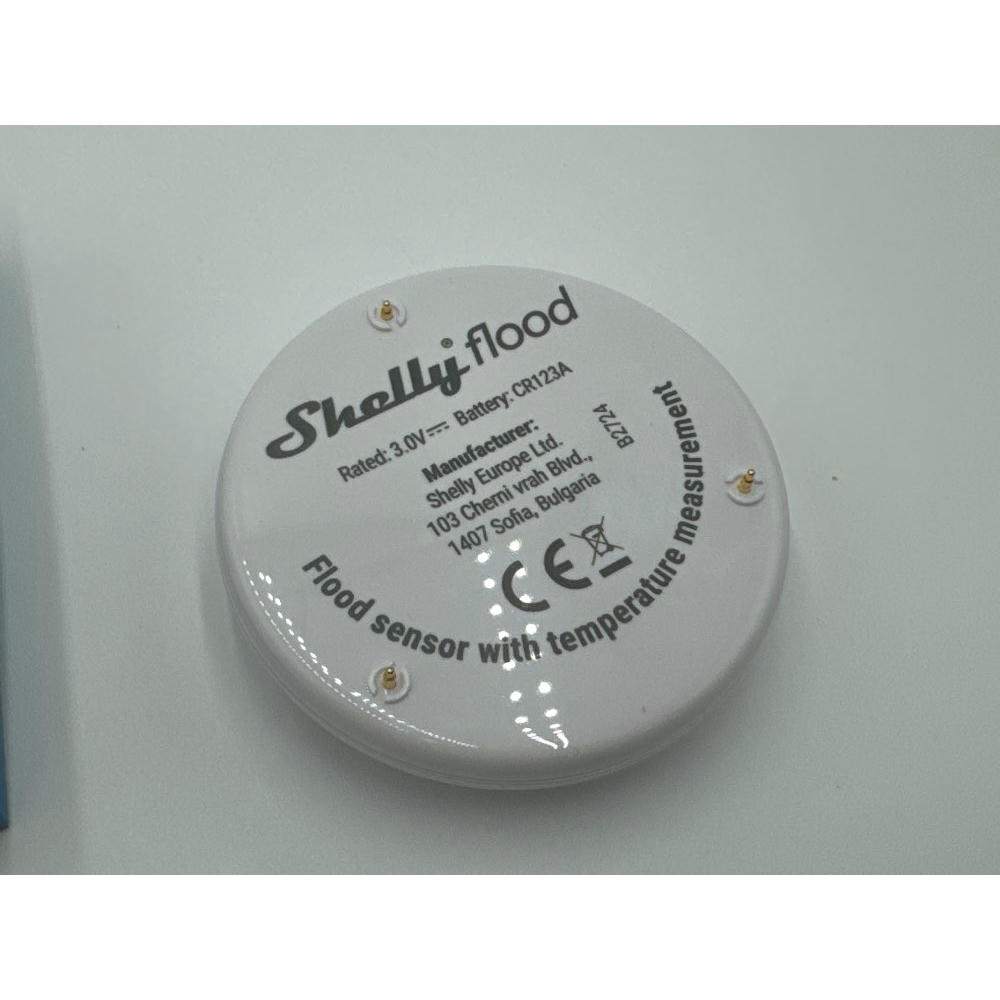 Shelly® flood
Rated: 3.0V⎓ Battery: CR123A
Manufacturer:
Shelly Europe Ltd.
103 Cherni vrah Blvd.,
1407 Sofia, Bulgaria
B2724
CE
Flood sensor with temperature measurement